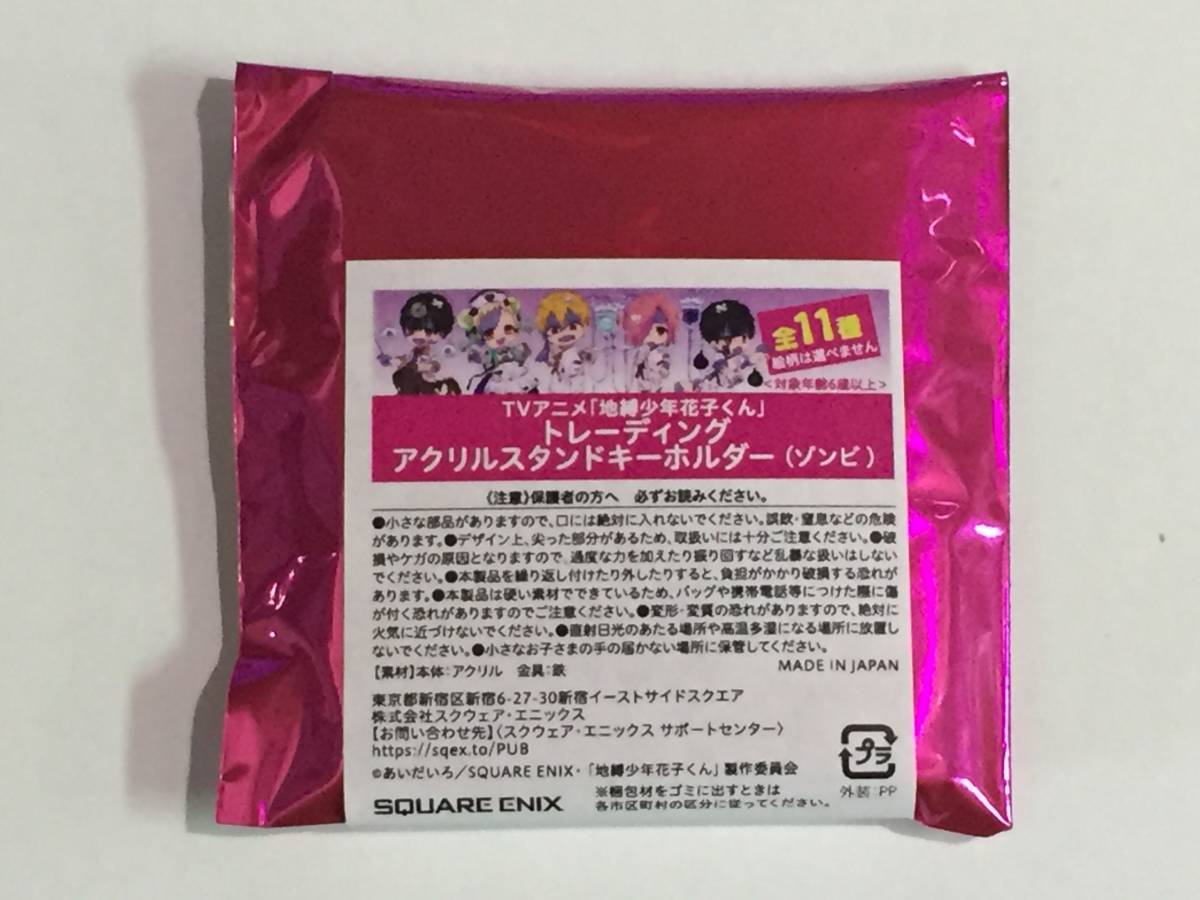 全11種
絵柄は選べません
<対象年齢6歳以上>
TVアニメ「地縛少年花子くん」
トレーディング
アクリルスタンドキーホルダー（ゾンビ）
《注意》保護者の方へ　必ずお読みください。
●小さな部品がありますので、口には絶対に入れないでください。誤飲・窒息などの危険
があります。●デザイン上、尖った部分があるため、取扱いには十分ご注意ください。●破
損やケガの原因となりますので、過度な力を加えたり振り回すなど乱暴な扱いはしない
でください。●本製品を繰り返し付けたり外したりすると、負担がかかり破損する恐れが
あります。●本製品は硬い素材でできているため、バッグや携帯電話等につけた際に傷
が付く恐れがありますのでご注意ください。●変形・変質の恐れがありますので、絶対に
火気に近づけないでください。●直射日光のあたる場所や高温多湿になる場所に放置し
ないでください。●小さなお子さまの手の届かない場所に保管してください。
【素材】本体：アクリル　金具：鉄
MADE IN JAPAN
東京都新宿区新宿6-27-30新宿イーストサイドスクエア
株式会社スクウェア・エニックス
【お問い合わせ先】〈スクウェア・エニックス サポートセンター〉
https://sqex.to/PUB
©あいだいろ／SQUARE ENIX・「地縛少年花子くん」製作委員会
プラ
外装：PP
SQUARE ENIX
※梱包材をゴミに出すときは
各市区町村の区分に従ってください。